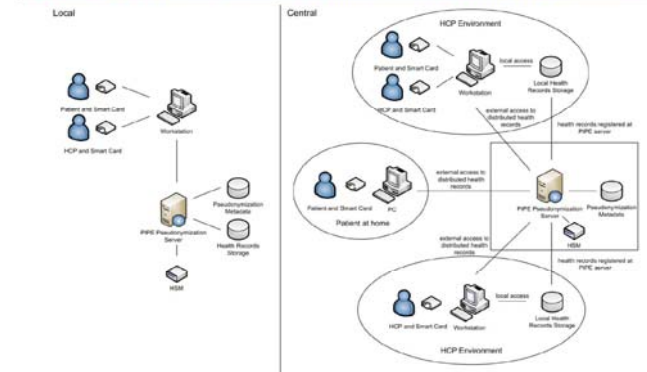 Local
Patient and Smart Card
HCP and Smart Card
Workstation
PIPE Pseudonymization
Server
Pseudonymization
Metadata
Health Records
Storage
HSM
Central
HCP Environment
Patient and Smart Card
HCP and Smart Card
Workstation
local access
Local Health
Records Storage
external access to
distributed health
records
health records registered at
PIPE server
Patient and Smart Card
PC
Patient at home
external access to
distributed health
records
PIPE Pseudonymization
Server
Pseudonymization
Metadata
HSM
external access to
distributed health
records
health records registered at
PIPE server
HCP and Smart Card
Workstation
local access
Local Health
Records Storage
HCP Environment